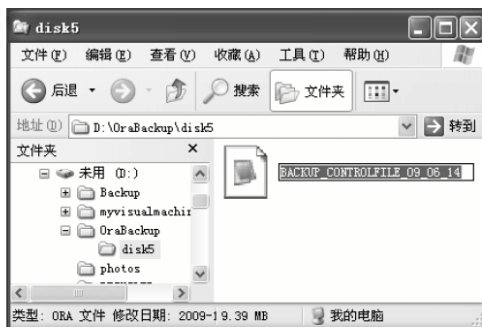 disk5
文件(F) 编辑(E) 查看(V) 收藏(A) 工具(T) 帮助(H)
后退 搜索 文件夹
地址(D) D:\OraBackup\disk5 转到
文件夹
未用 (D:)
BACKUP_CONTROLFILE_09_06_14
Backup
myvisualmachin
OraBackup
disk5
photos
类型: ORA 文件 修改日期: 2009-19.39 MB 我的电脑